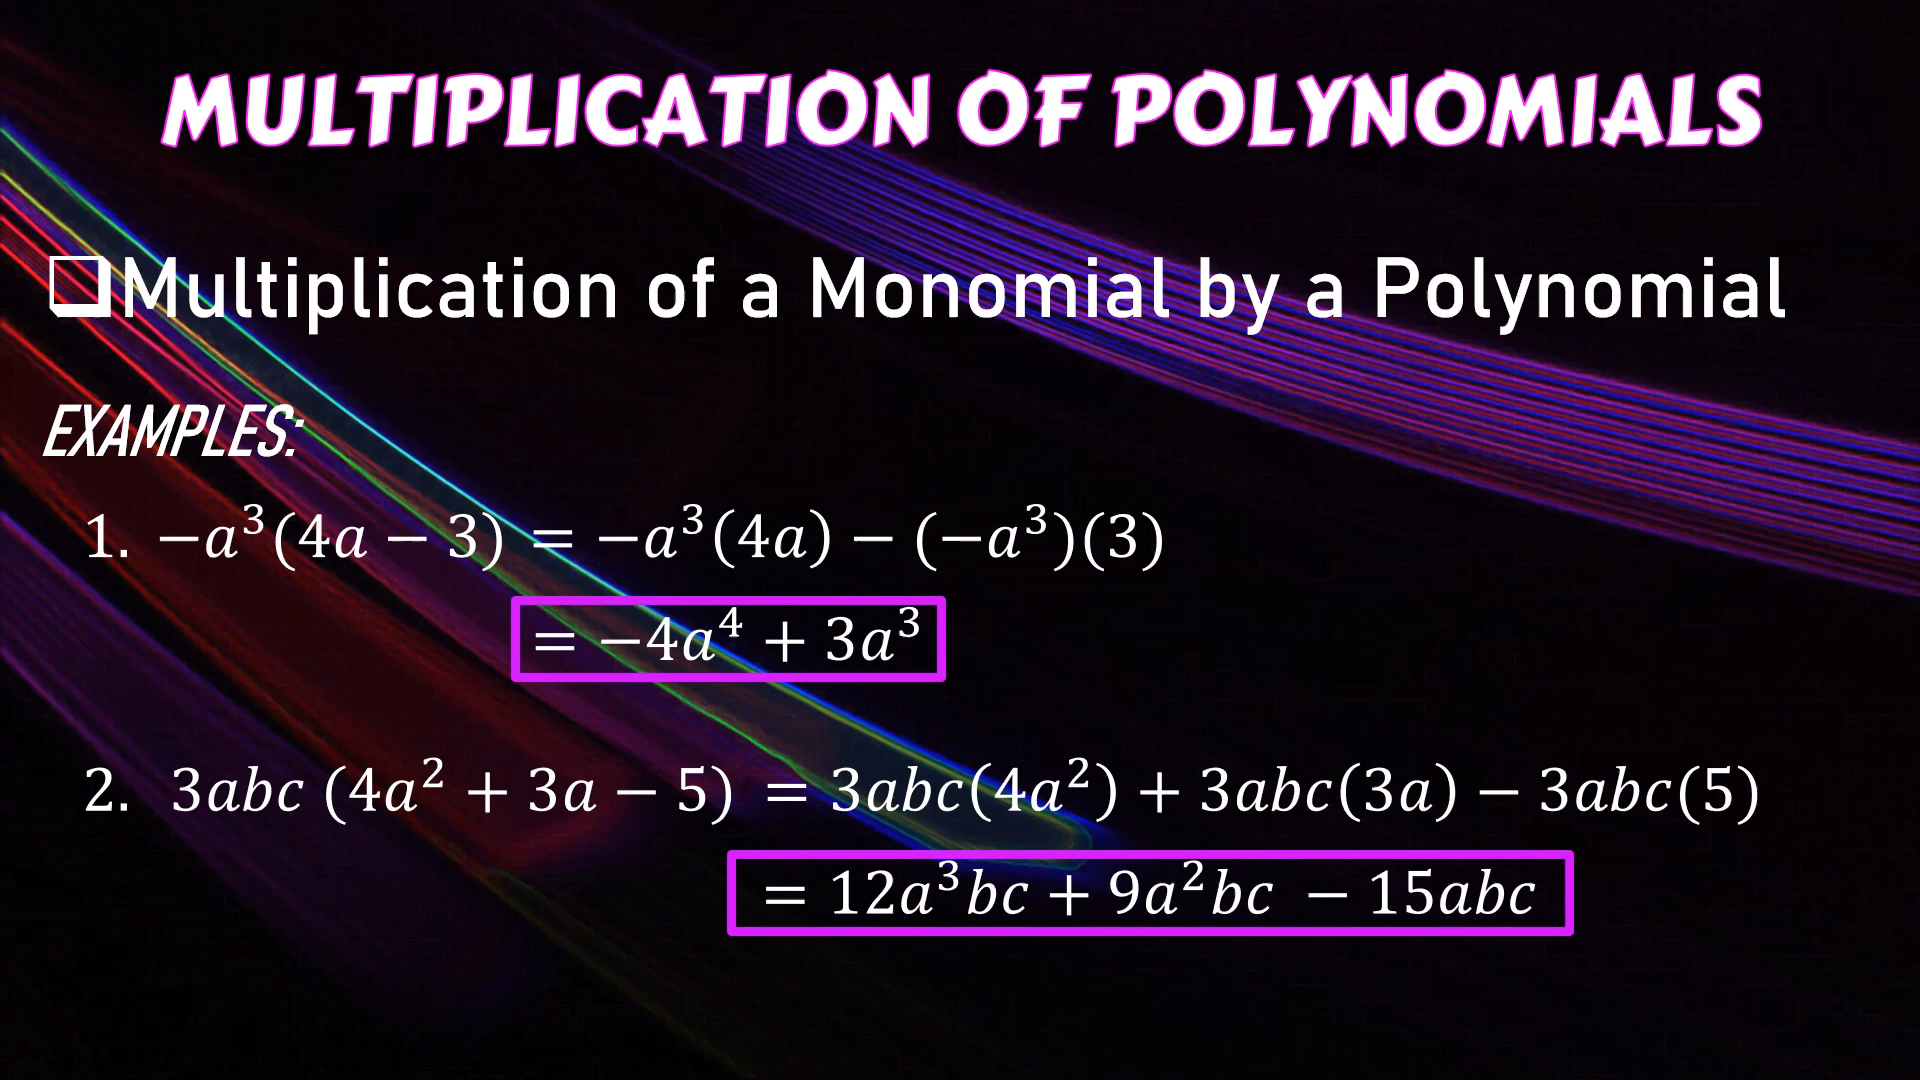 MULTIPLICATION OF POLYNOMIALS
❑Multiplication of a Monomial by a Polynomial
EXAMPLES:
1. −a³(4a − 3) = −a³(4a) − (−a³)(3)
= −4a⁴ + 3a³
2. 3abc (4a² + 3a − 5) = 3abc(4a²) + 3abc(3a) − 3abc(5)
= 12a³bc + 9a²bc − 15abc